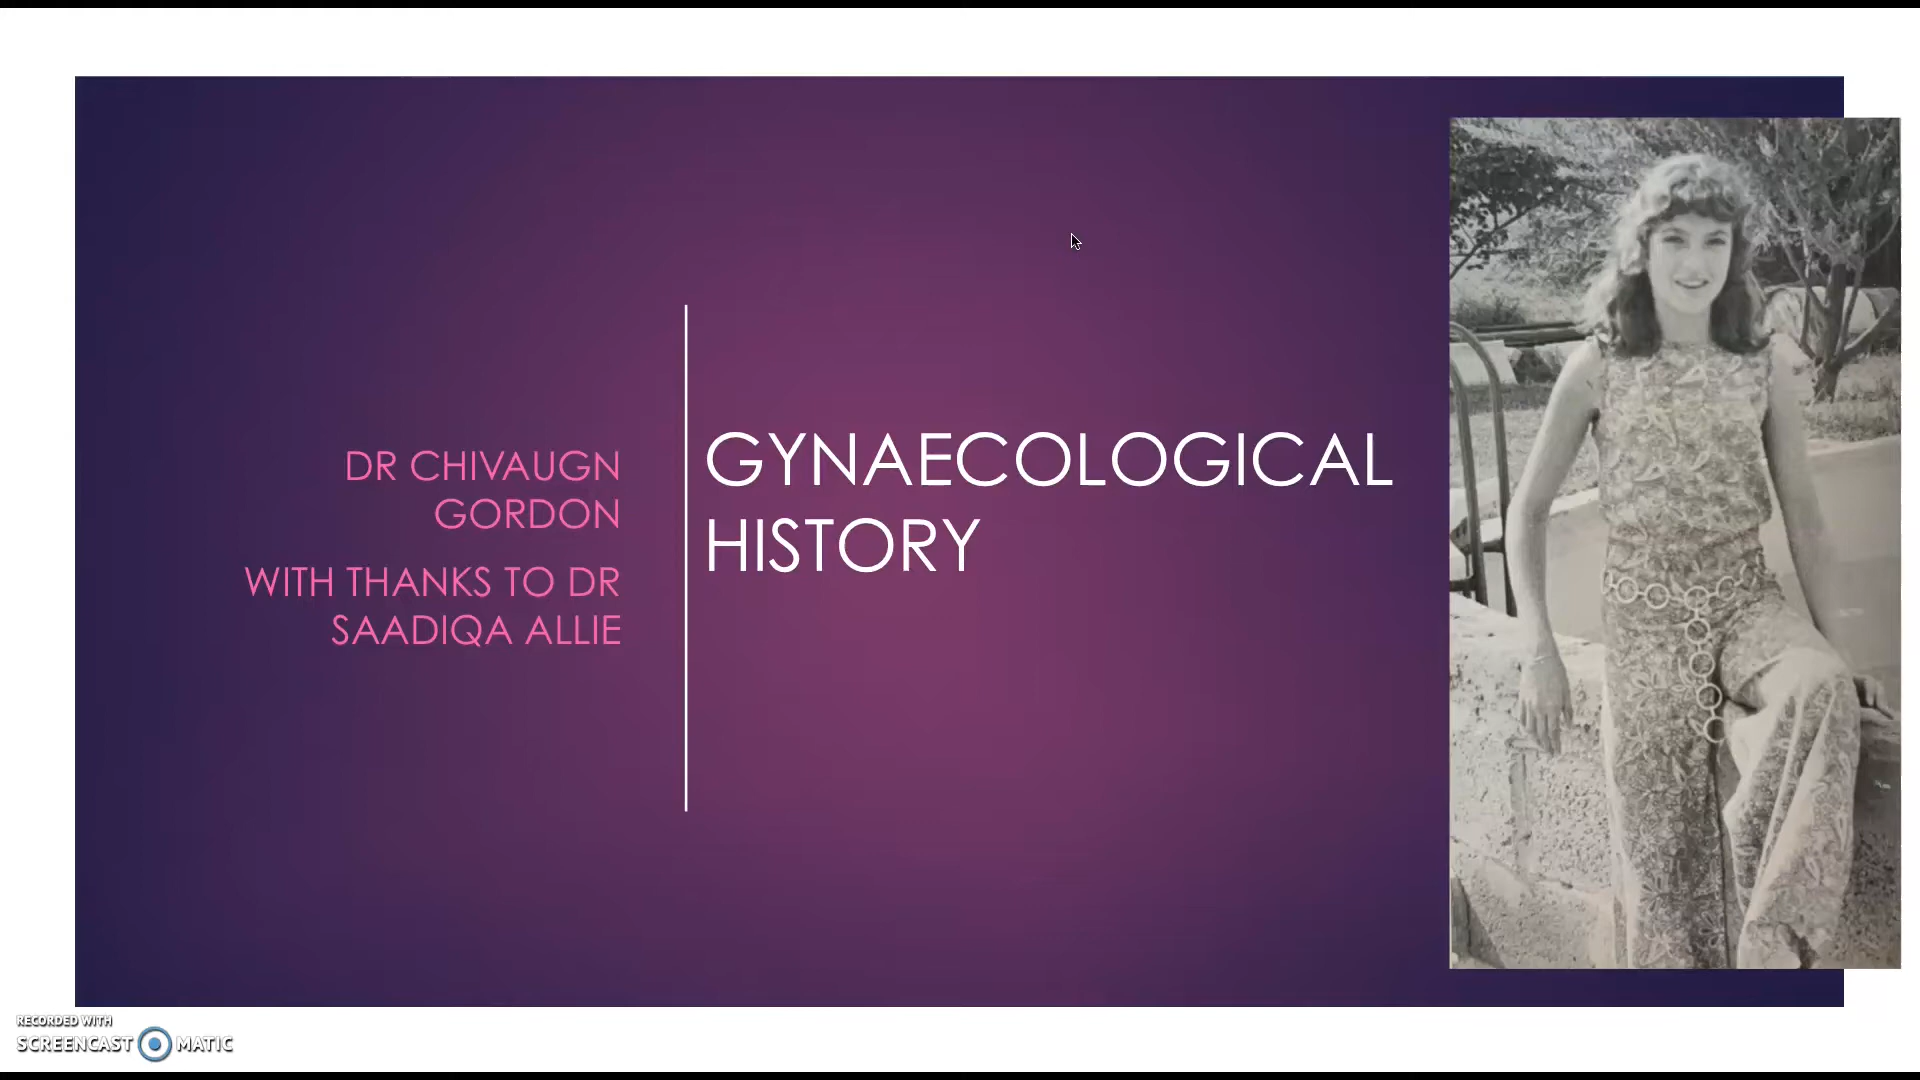 DR CHIVAUGN
GORDON
WITH THANKS TO DR
SAADIQA ALLIE
GYNAECOLOGICAL
HISTORY
RECORDED WITH
SCREENCAST MATIC